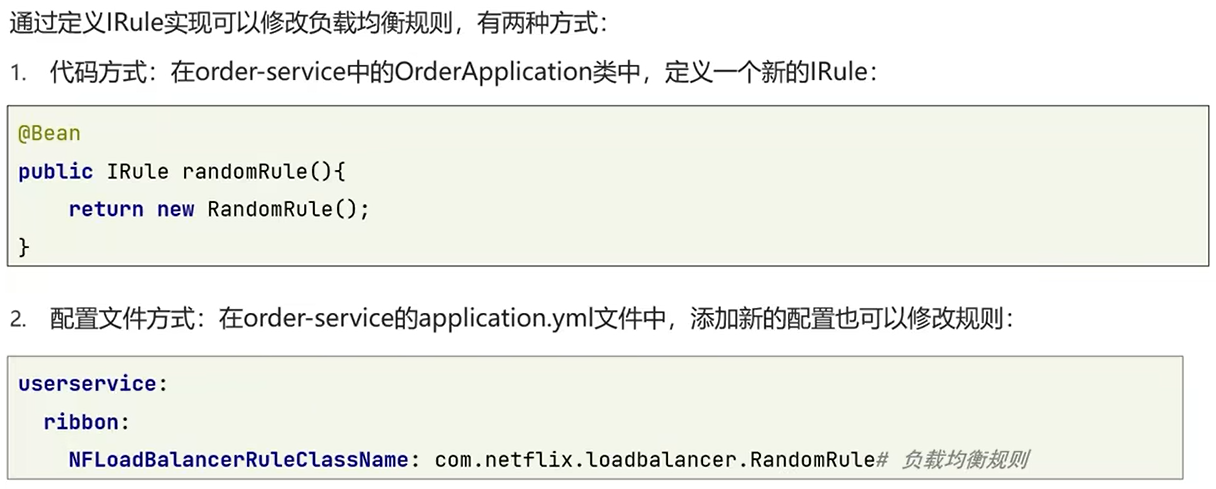 通过定义IRule实现可以修改负载均衡规则，有两种方式：
1. 代码方式：在order-service中的OrderApplication类中，定义一个新的IRule：
@Bean
public IRule randomRule(){
    return new RandomRule();
}
2. 配置文件方式：在order-service的application.yml文件中，添加新的配置也可以修改规则：
userservice:
  ribbon:
    NFLoadBalancerRuleClassName: com.netflix.loadbalancer.RandomRule# 负载均衡规则